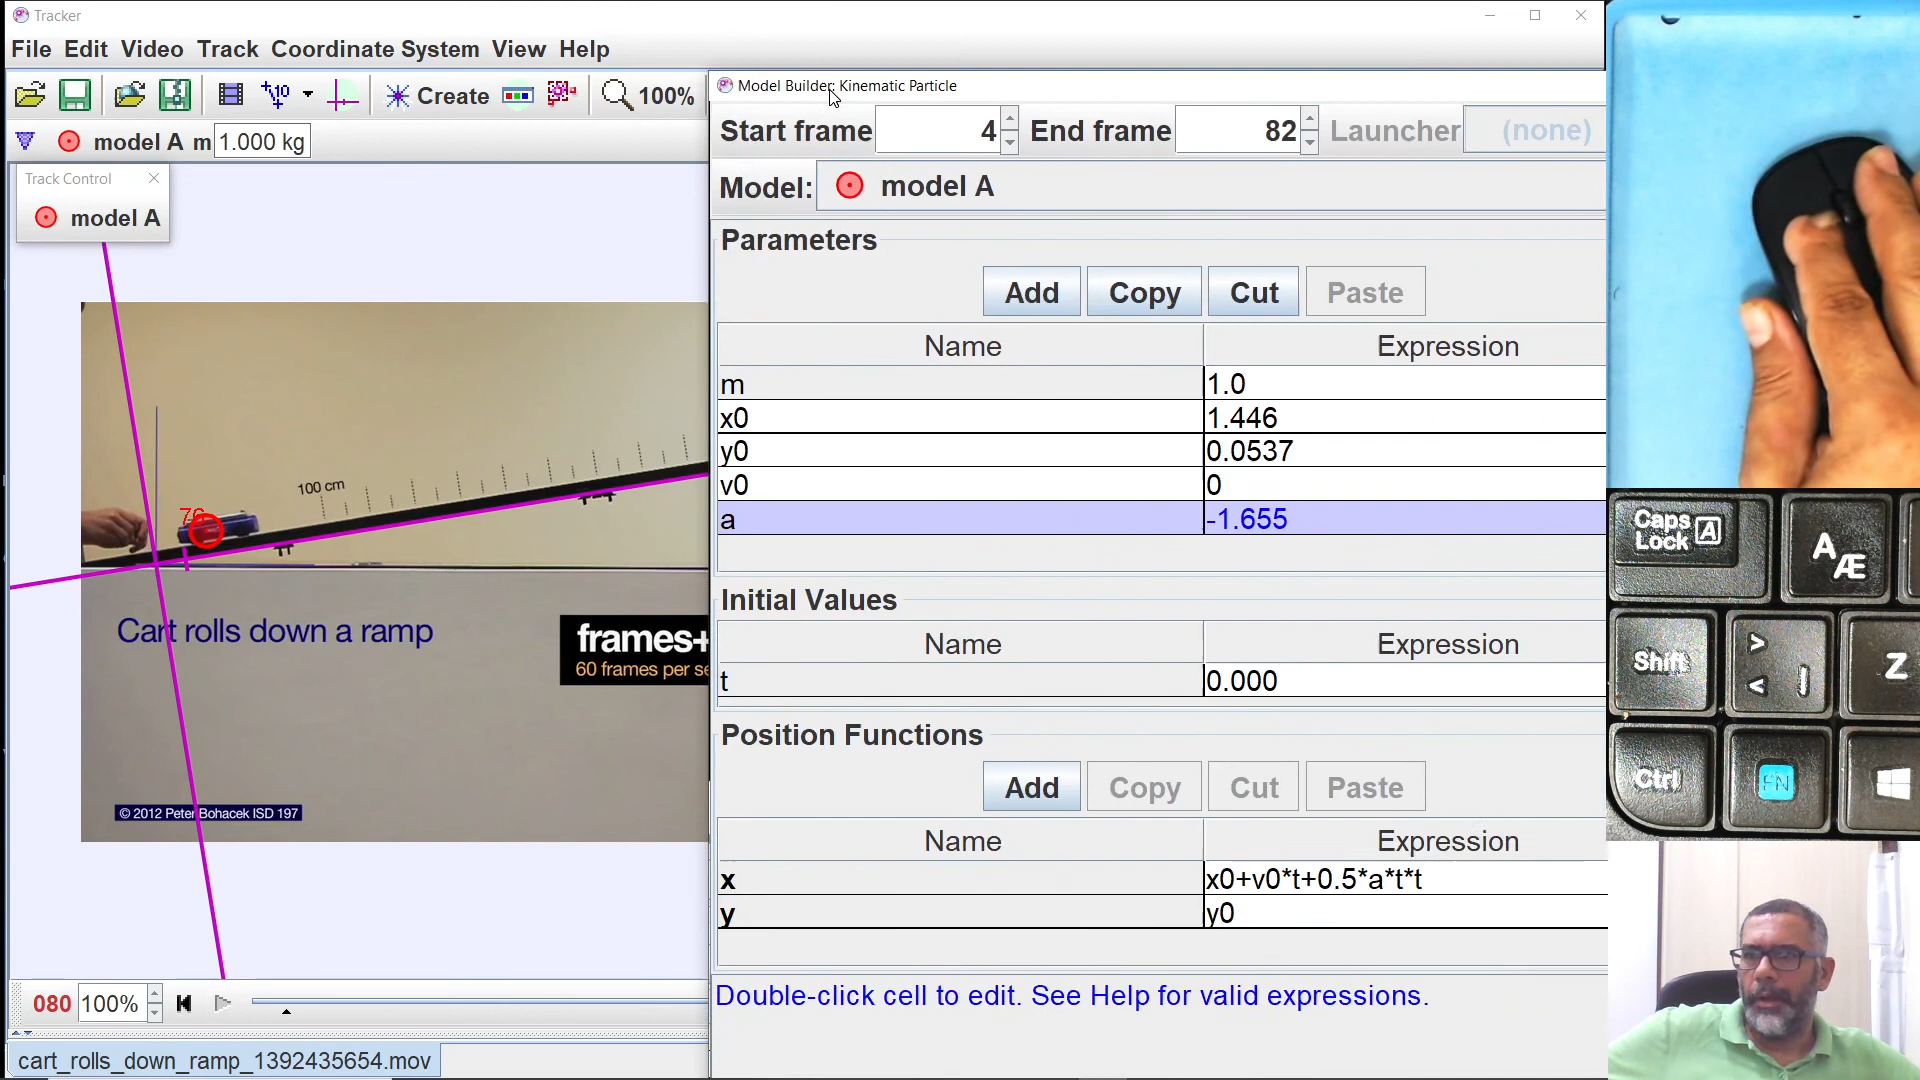 Tracker
File Edit Video Track Coordinate System View Help
Create
100%
model A m 1.000 kg
Track Control
model A
76
100 cm
Cart rolls down a ramp
frames+
60 frames per se
© 2012 Peter Bohacek ISD 197
080 100%
cart_rolls_down_ramp_1392435654.mov
Model Builder: Kinematic Particle
Start frame 4 End frame 82 Launcher (none)
Model: model A
Parameters
Add Copy Cut Paste
Name Expression
m 1.0
x0 1.446
y0 0.0537
v0 0
a -1.655
Initial Values
Name Expression
t 0.000
Position Functions
Add Copy Cut Paste
Name Expression
x x0+v0*t+0.5*a*t*t
y y0
Double-click cell to edit. See Help for valid expressions.
Caps Lock A
A Æ
Shift
> < |
Z
Ctrl
FN